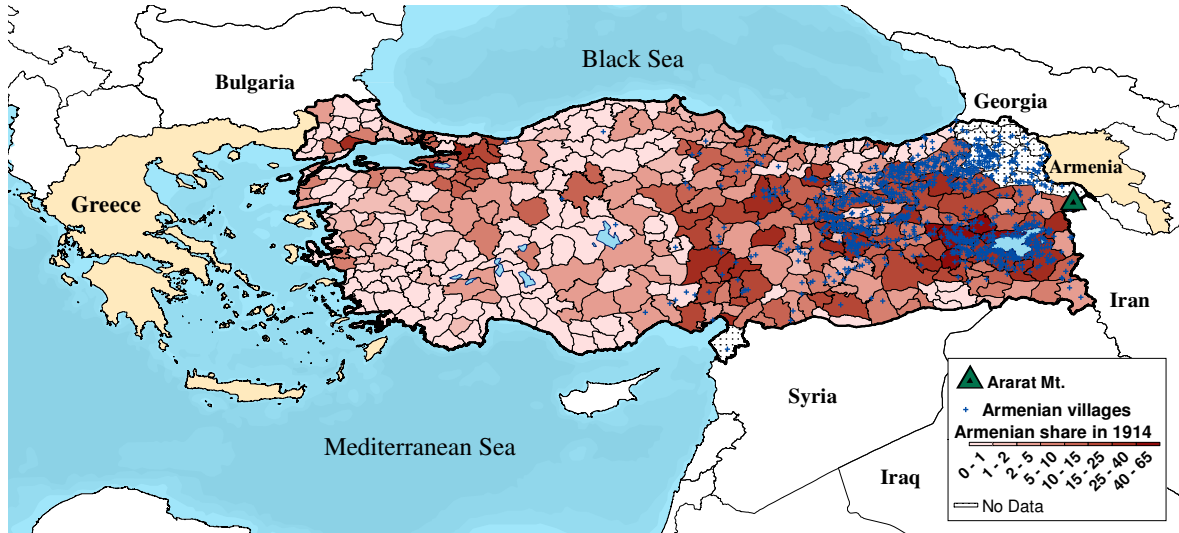 Black Sea
Bulgaria
Georgia
Armenia
Greece
Iran
Syria
Mediterranean Sea
Iraq
Ararat Mt.
Armenian villages
Armenian share in 1914
0 - 1
1 - 2
2 - 5
5 - 10
10 - 15
15 - 25
25 - 40
40 - 65
No Data